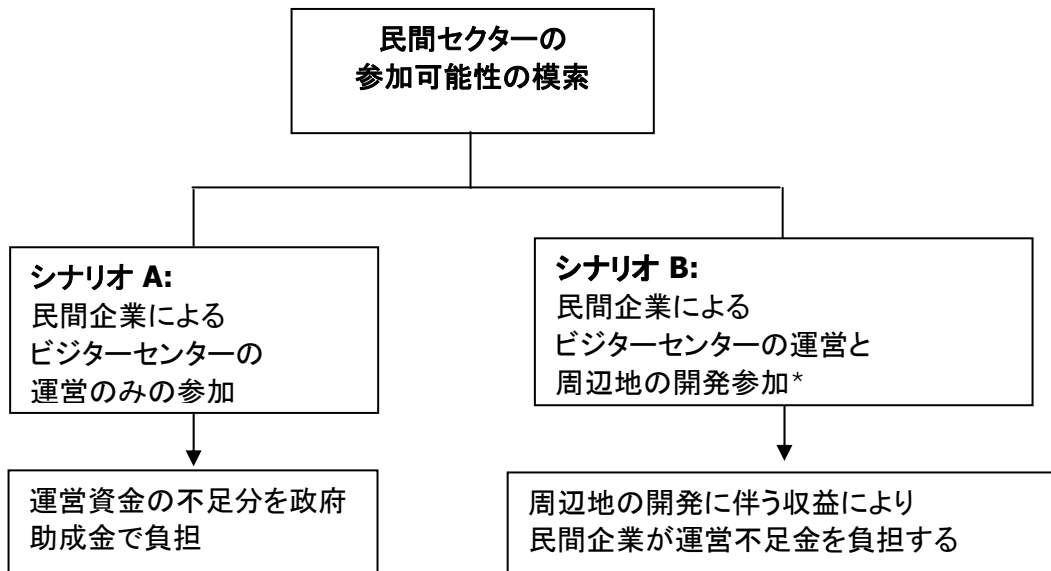 民間セクターの
参加可能性の模索
シナリオ A:
民間企業による
ビジターセンターの
運営のみの参加
シナリオ B:
民間企業による
ビジターセンターの運営と
周辺地の開発参加*
運営資金の不足分を政府
助成金で負担
周辺地の開発に伴う収益により
民間企業が運営不足金を負担する